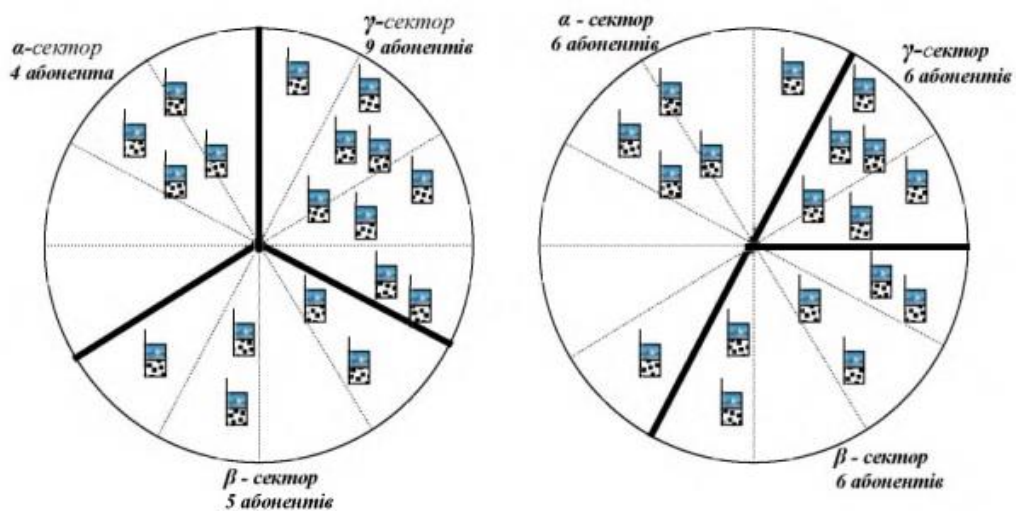 α-сектор
4 абонента
γ-сектор
9 абонентів
β - сектор
5 абонентів
α - сектор
6 абонентів
γ-сектор
6 абонентів
β - сектор
6 абонентів